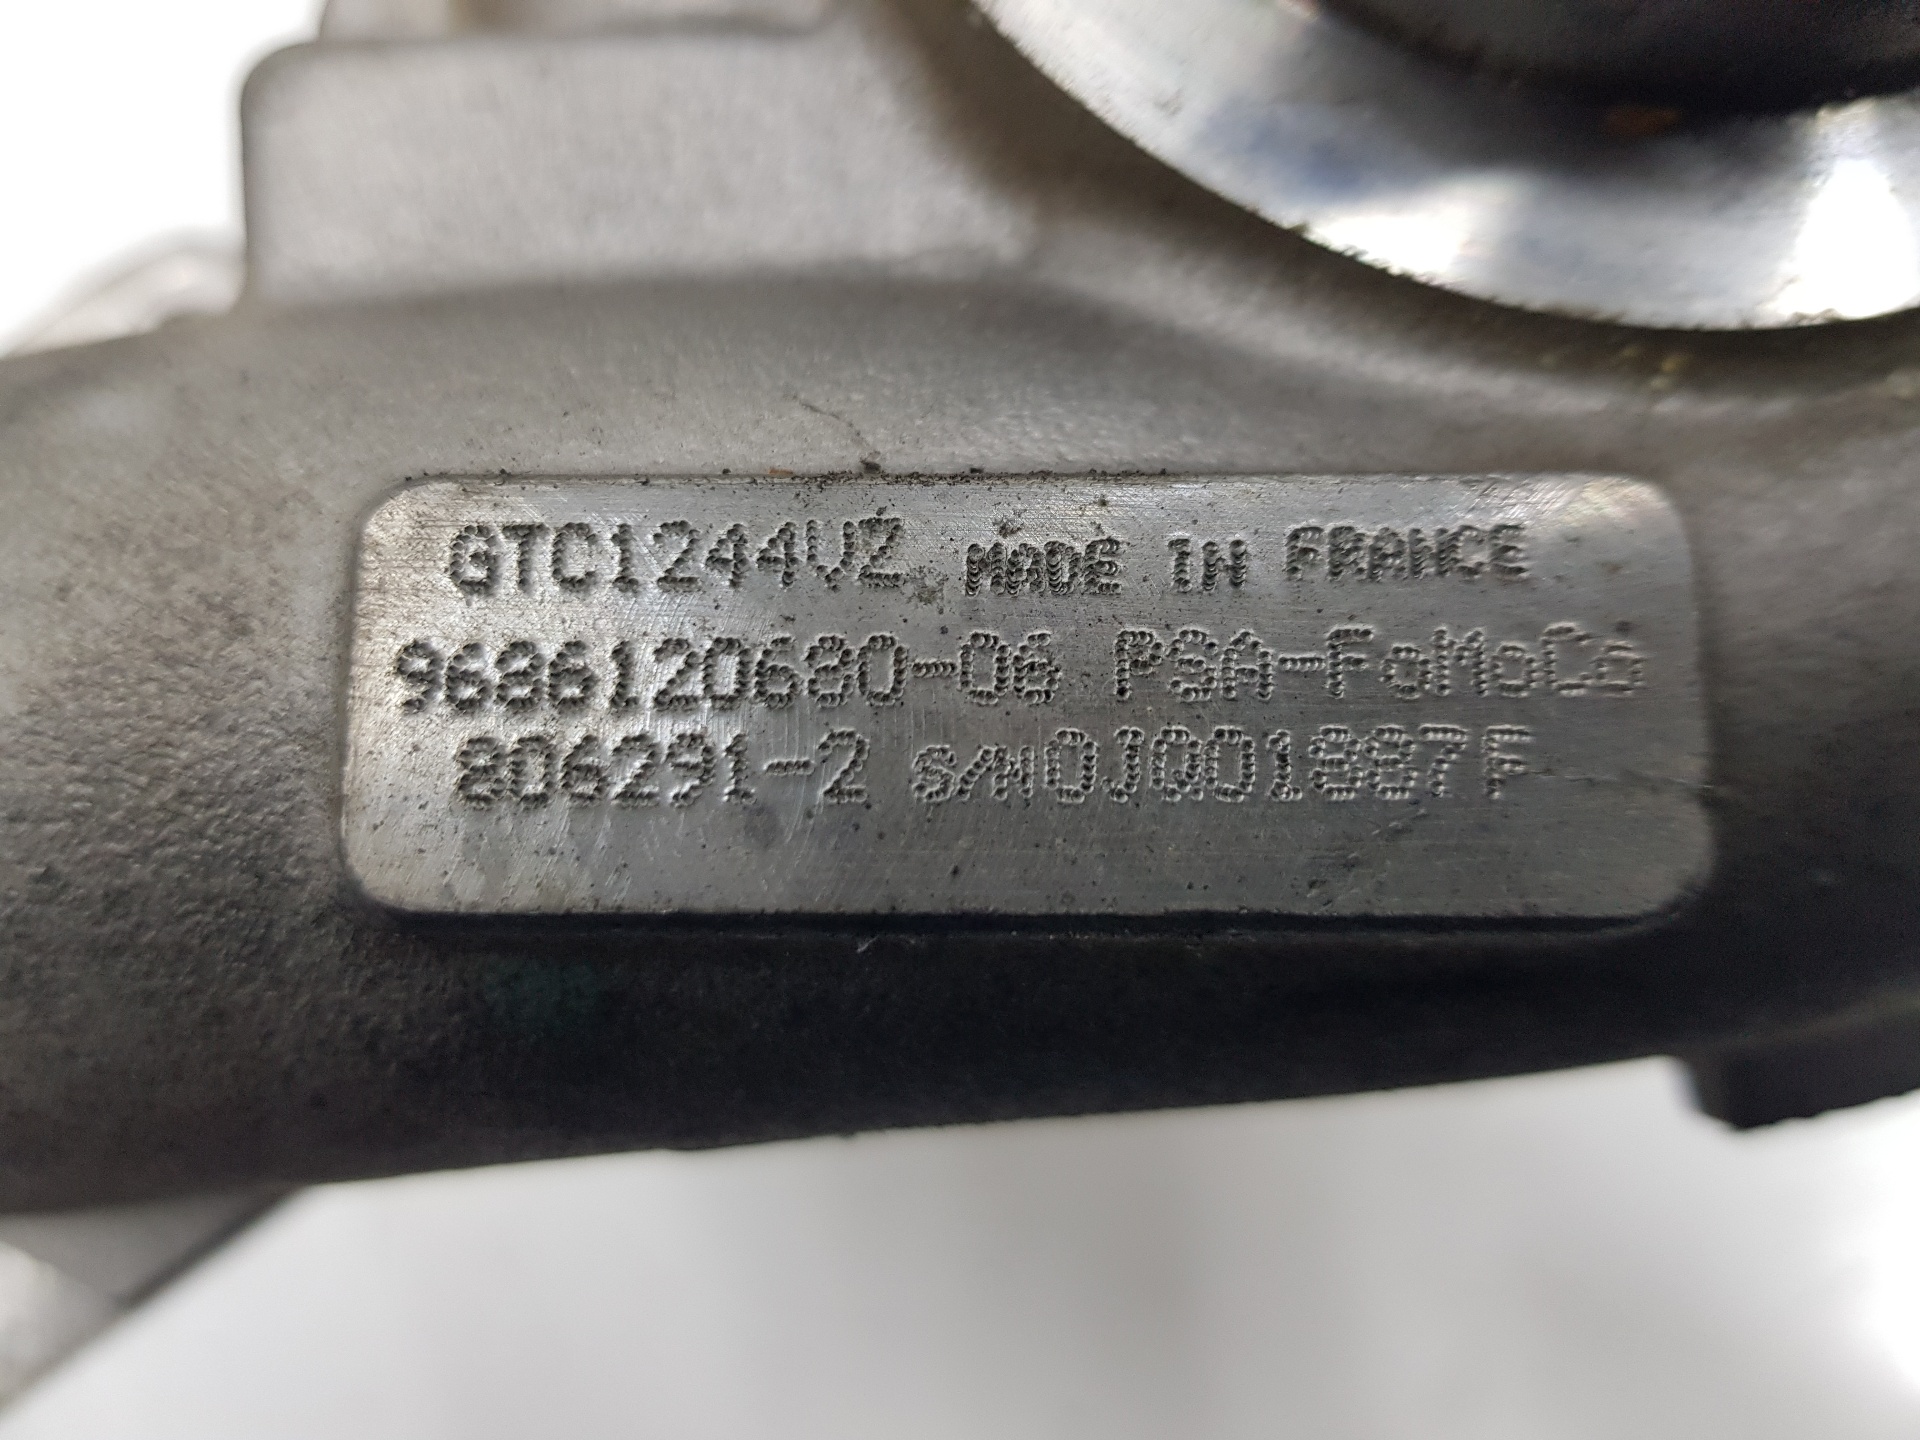 GTC1244VZ MADE IN FRANCE
9686120680-06 PSA-FoMoCo
806291-2 S/N0JQ01887F